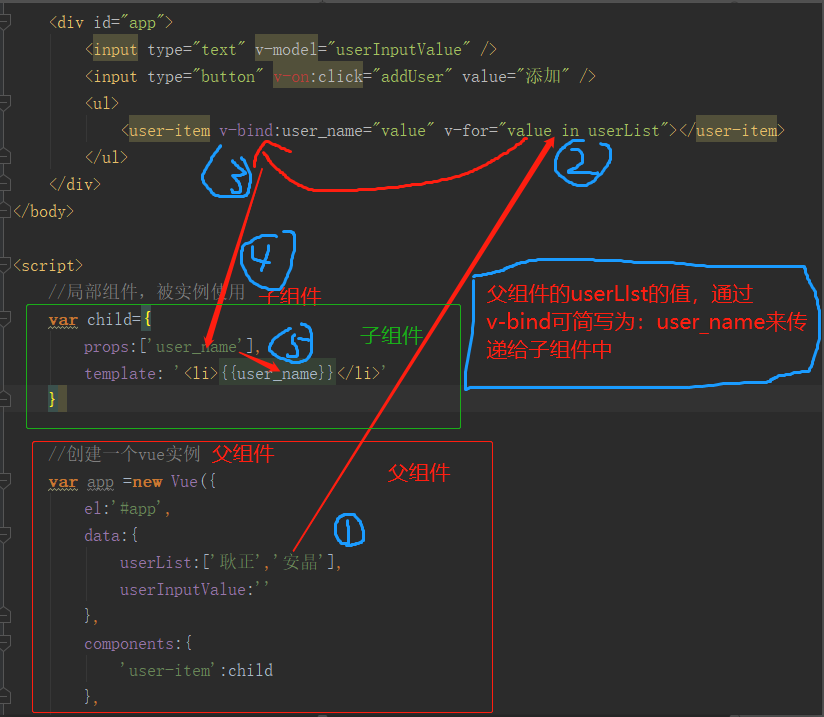 <div id="app">
<input type="text" v-model="userInputValue" />
<input type="button" v-on:click="addUser" value="添加" />
<ul>
<user-item v-bind:user_name="value" v-for="value in userList"></user-item>
</ul>
</div>
</body>
3
2
4
<script>
//局部组件，被实例使用 子组件
父组件的userLIst的值，通过
v-bind可简写为：user_name来传
递给子组件中
var child={
子组件
props:['user_name'],
5
template: '<li>{{user_name}}</li>'
}
//创建一个vue实例 父组件
父组件
var app =new Vue({
el:'#app',
data:{
1
userList:['耿正','安晶'],
userInputValue:''
},
components:{
'user-item':child
},